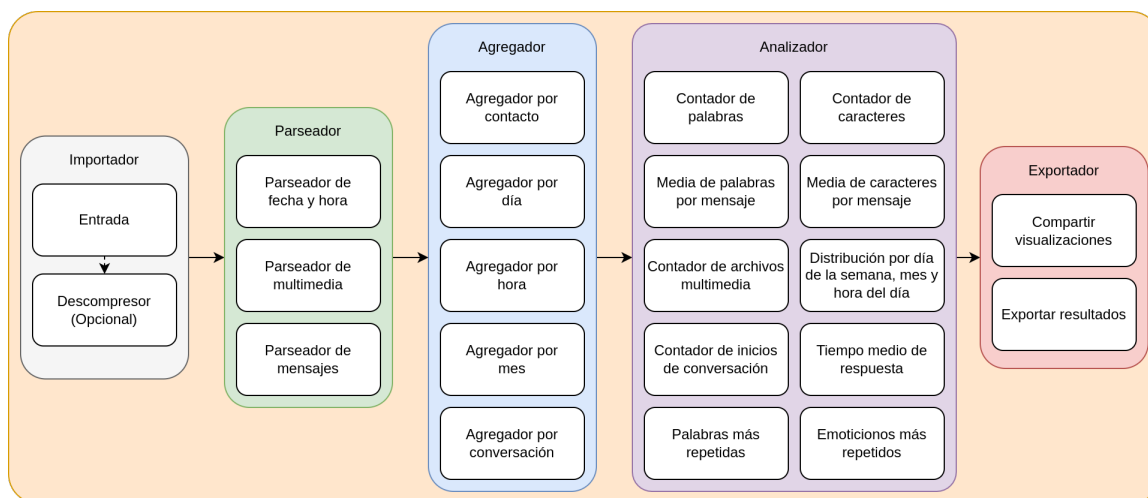 Importador
Entrada
Descompresor
(Opcional)
Parseador
Parseador de
fecha y hora
Parseador de
multimedia
Parseador de
mensajes
Agregador
Agregador por
contacto
Agregador por
día
Agregador por
hora
Agregador por
mes
Agregador por
conversación
Analizador
Contador de
palabras
Contador de
caracteres
Media de palabras
por mensaje
Media de caracteres
por mensaje
Contador de archivos
multimedia
Distribución por día
de la semana, mes y
hora del día
Contador de inicios
de conversación
Tiempo medio de
respuesta
Palabras más
repetidas
Emoticionos más
repetidos
Exportador
Compartir
visualizaciones
Exportar resultados